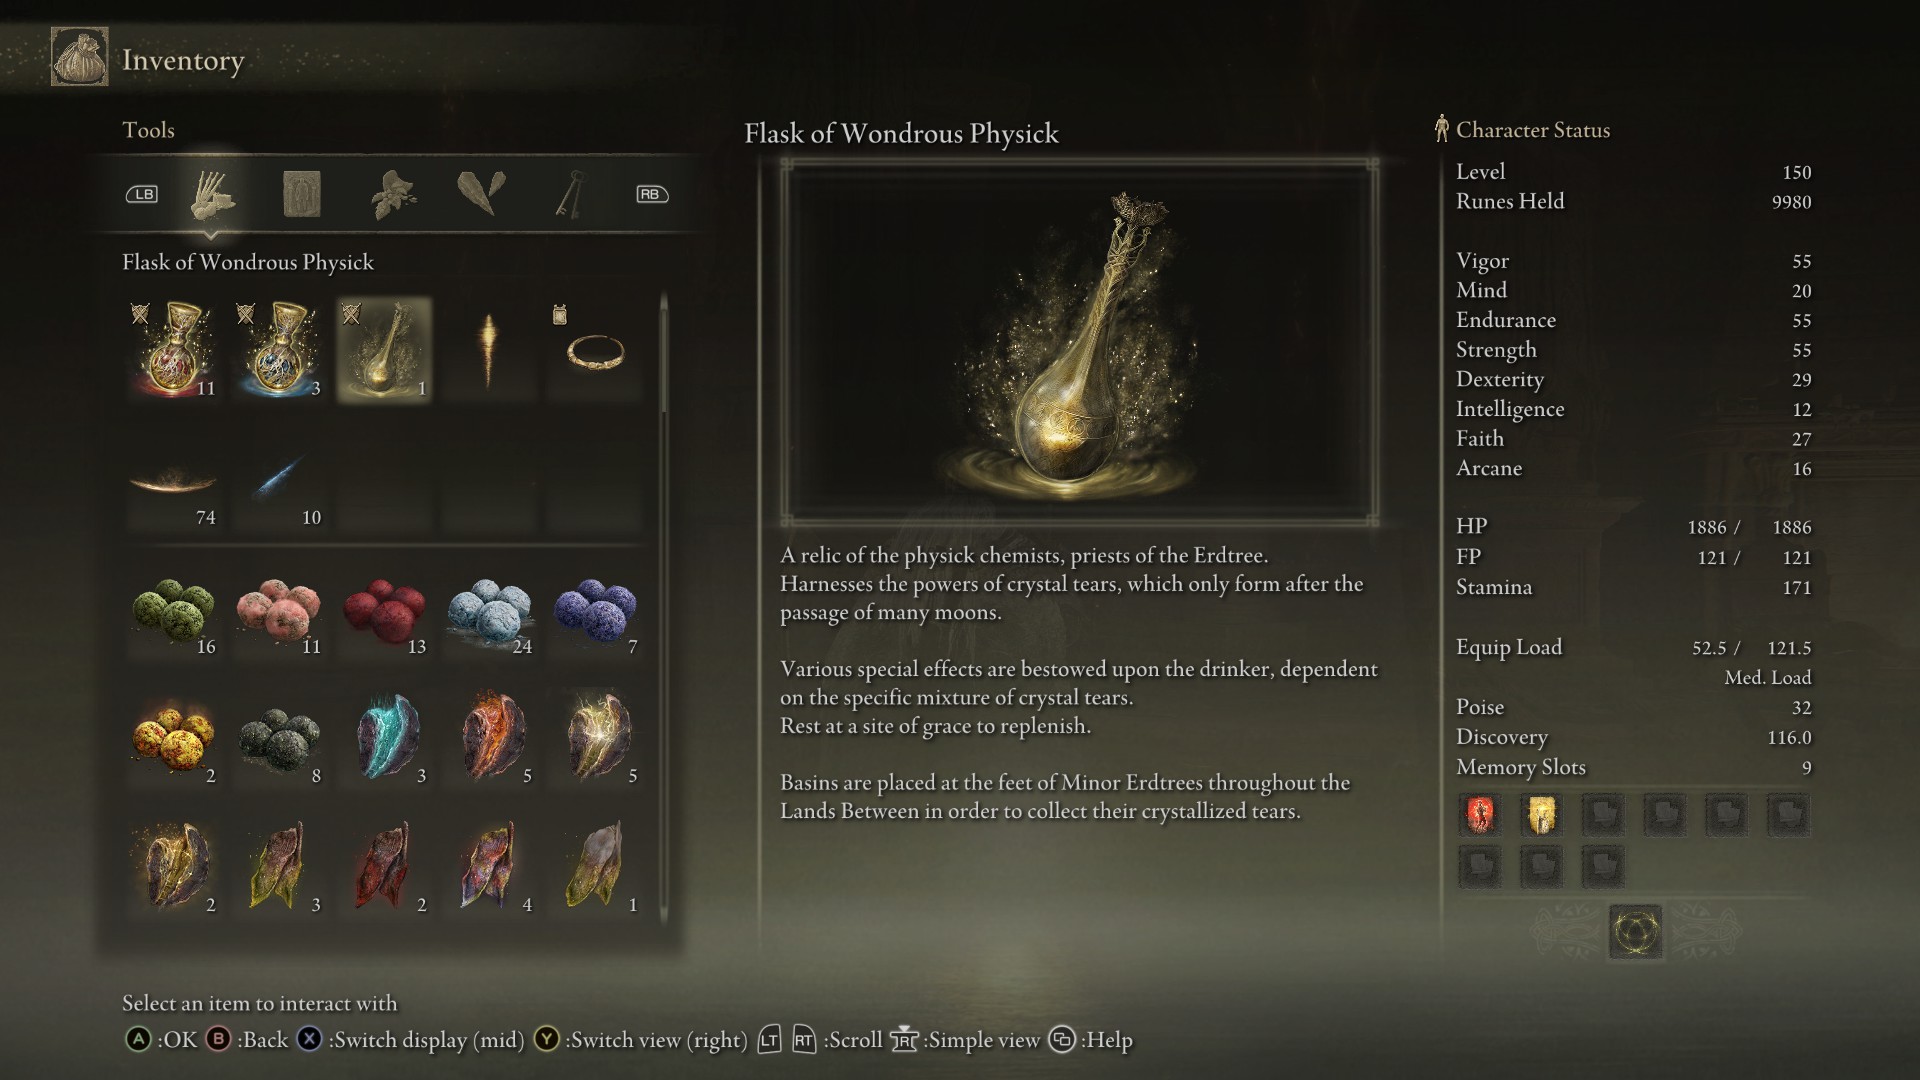 Inventory
Tools
LB
RB
Flask of Wondrous Physick
11
3
1
74
10
16
11
13
24
7
2
8
3
5
5
2
3
2
4
1
Flask of Wondrous Physick
A relic of the physick chemists, priests of the Erdtree.
Harnesses the powers of crystal tears, which only form after the
passage of many moons.
Various special effects are bestowed upon the drinker, dependent
on the specific mixture of crystal tears.
Rest at a site of grace to replenish.
Basins are placed at the feet of Minor Erdtrees throughout the
Lands Between in order to collect their crystallized tears.
Character Status
Level 150
Runes Held 9980
Vigor 55
Mind 20
Endurance 55
Strength 55
Dexterity 29
Intelligence 12
Faith 27
Arcane 16
HP 1886 / 1886
FP 121 / 121
Stamina 171
Equip Load 52.5 / 121.5
Med. Load
Poise 32
Discovery 116.0
Memory Slots 9
Select an item to interact with
A :OK B :Back X :Switch display (mid) Y :Switch view (right) LT RT :Scroll R :Simple view :Help